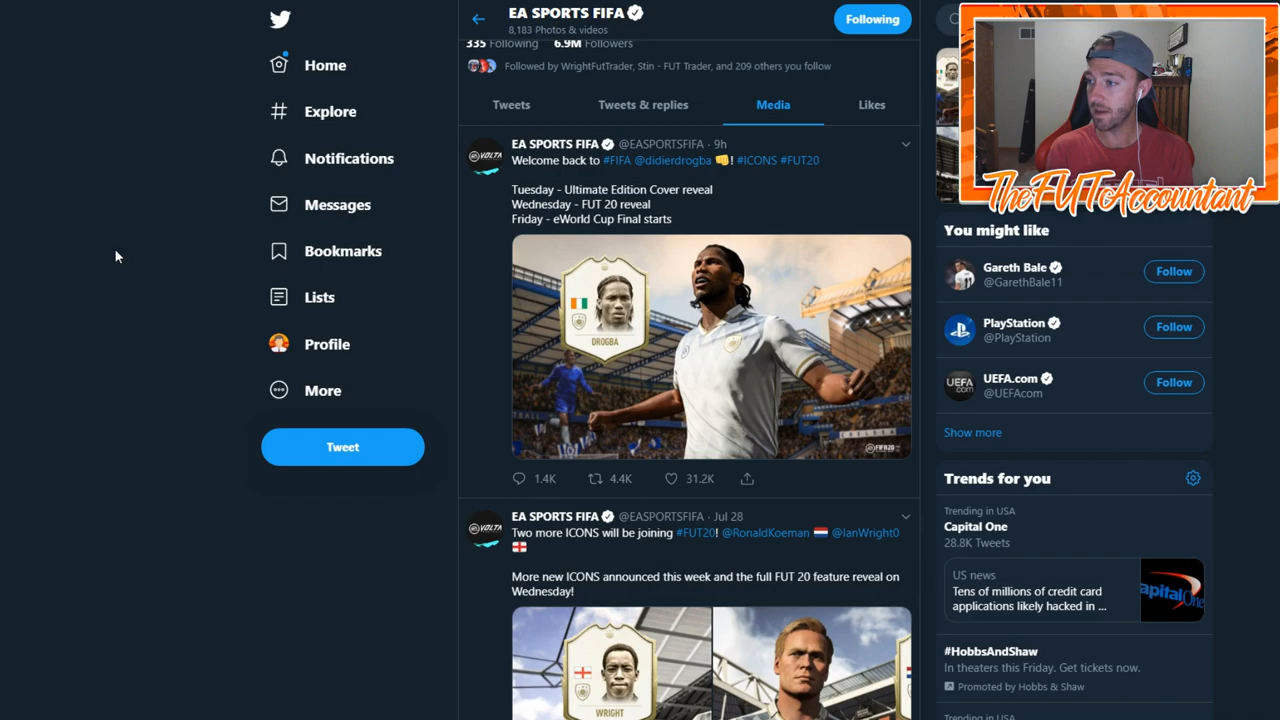 Home
Explore
Notifications
Messages
Bookmarks
Lists
Profile
More
Tweet
EA SPORTS FIFA
8,183 Photos & videos
Following
335 Following 6.9M Followers
Followed by WrightFutTrader, Stin - FUT Trader, and 209 others you follow
Tweets Tweets & replies Media Likes
EA SPORTS FIFA @EASPORTSFIFA · 9h
Welcome back to #FIFA @didierdrogba 👊! #ICONS #FUT20
Tuesday - Ultimate Edition Cover reveal
Wednesday - FUT 20 reveal
Friday - eWorld Cup Final starts
VOLTA
DROGBA
CHELSEA
FIFA20
1.4K 4.4K 31.2K
EA SPORTS FIFA @EASPORTSFIFA · Jul 28
Two more ICONS will be joining #FUT20! @RonaldKoeman 🇳🇱 @IanWright0
🏴󠁧󠁢󠁥󠁮󠁧󠁿
More new ICONS announced this week and the full FUT 20 feature reveal on
Wednesday!
VOLTA
WRIGHT
TheFUTAccountant
You might like
Gareth Bale
@GarethBale11
Follow
PlayStation
@PlayStation
Follow
UEFA
UEFA.com
@UEFAcom
Follow
Show more
Trends for you
Trending in USA
Capital One
28.8K Tweets
US news
Tens of millions of credit card
applications likely hacked in ...
apital One
#HobbsAndShaw
In theaters this Friday. Get tickets now.
Promoted by Hobbs & Shaw
Trending in USA